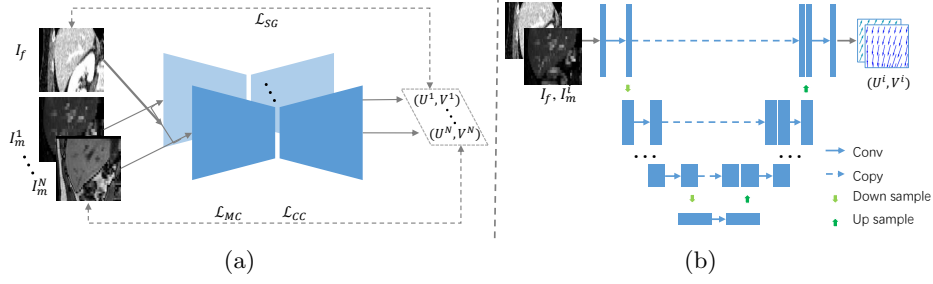 𝓛_SG
I_f
(U^1, V^1)
(U^N, V^N)
I_m^1
I_m^N
𝓛_MC 𝓛_CC
(a)
I_f, I_m^i
(U^i, V^i)
Conv
Copy
Down sample
Up sample
(b)